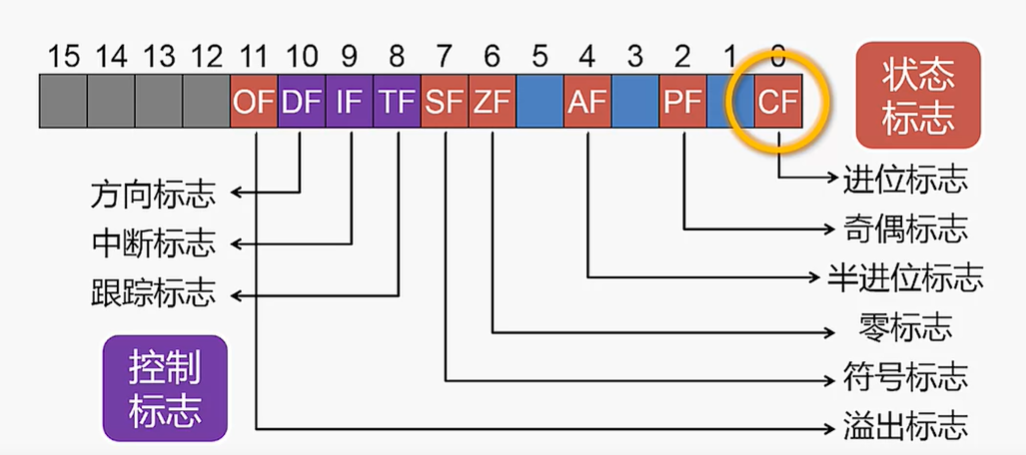 15 14 13 12 11 10 9 8 7 6 5 4 3 2 1 0
OF DF IF TF SF ZF AF PF CF
状态
标志
方向标志
中断标志
跟踪标志
控制
标志
进位标志
奇偶标志
半进位标志
零标志
符号标志
溢出标志